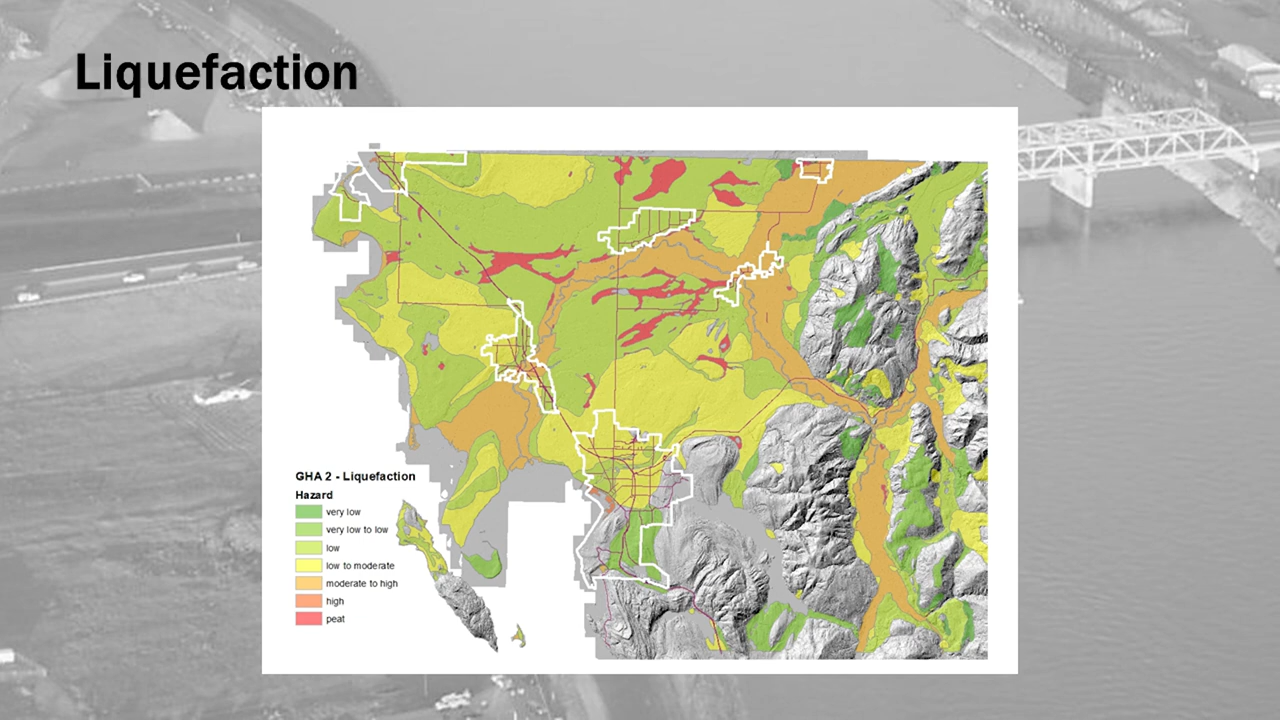 Liquefaction
GHA 2 - Liquefaction
Hazard
very low
very low to low
low
low to moderate
moderate to high
high
peat